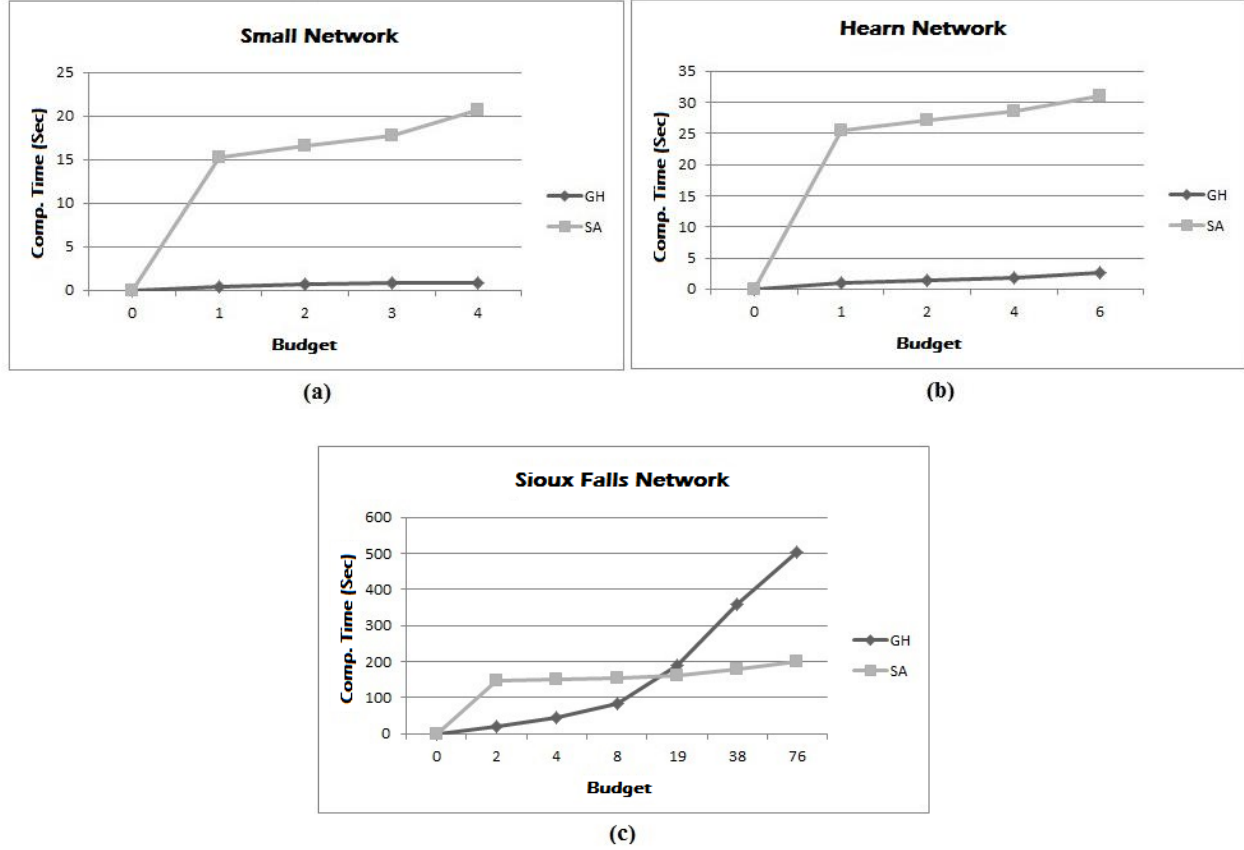 Small Network
25
20
15
10
5
0
Comp. Time (Sec)
0 1 2 3 4
Budget
GH
SA
(a)
Hearn Network
35
30
25
20
15
10
5
0
Comp. Time (Sec)
0 1 2 4 6
Budget
GH
SA
(b)
Sioux Falls Network
600
500
400
300
200
100
0
Comp. Time (Sec)
0 2 4 8 19 38 76
Budget
GH
SA
(c)